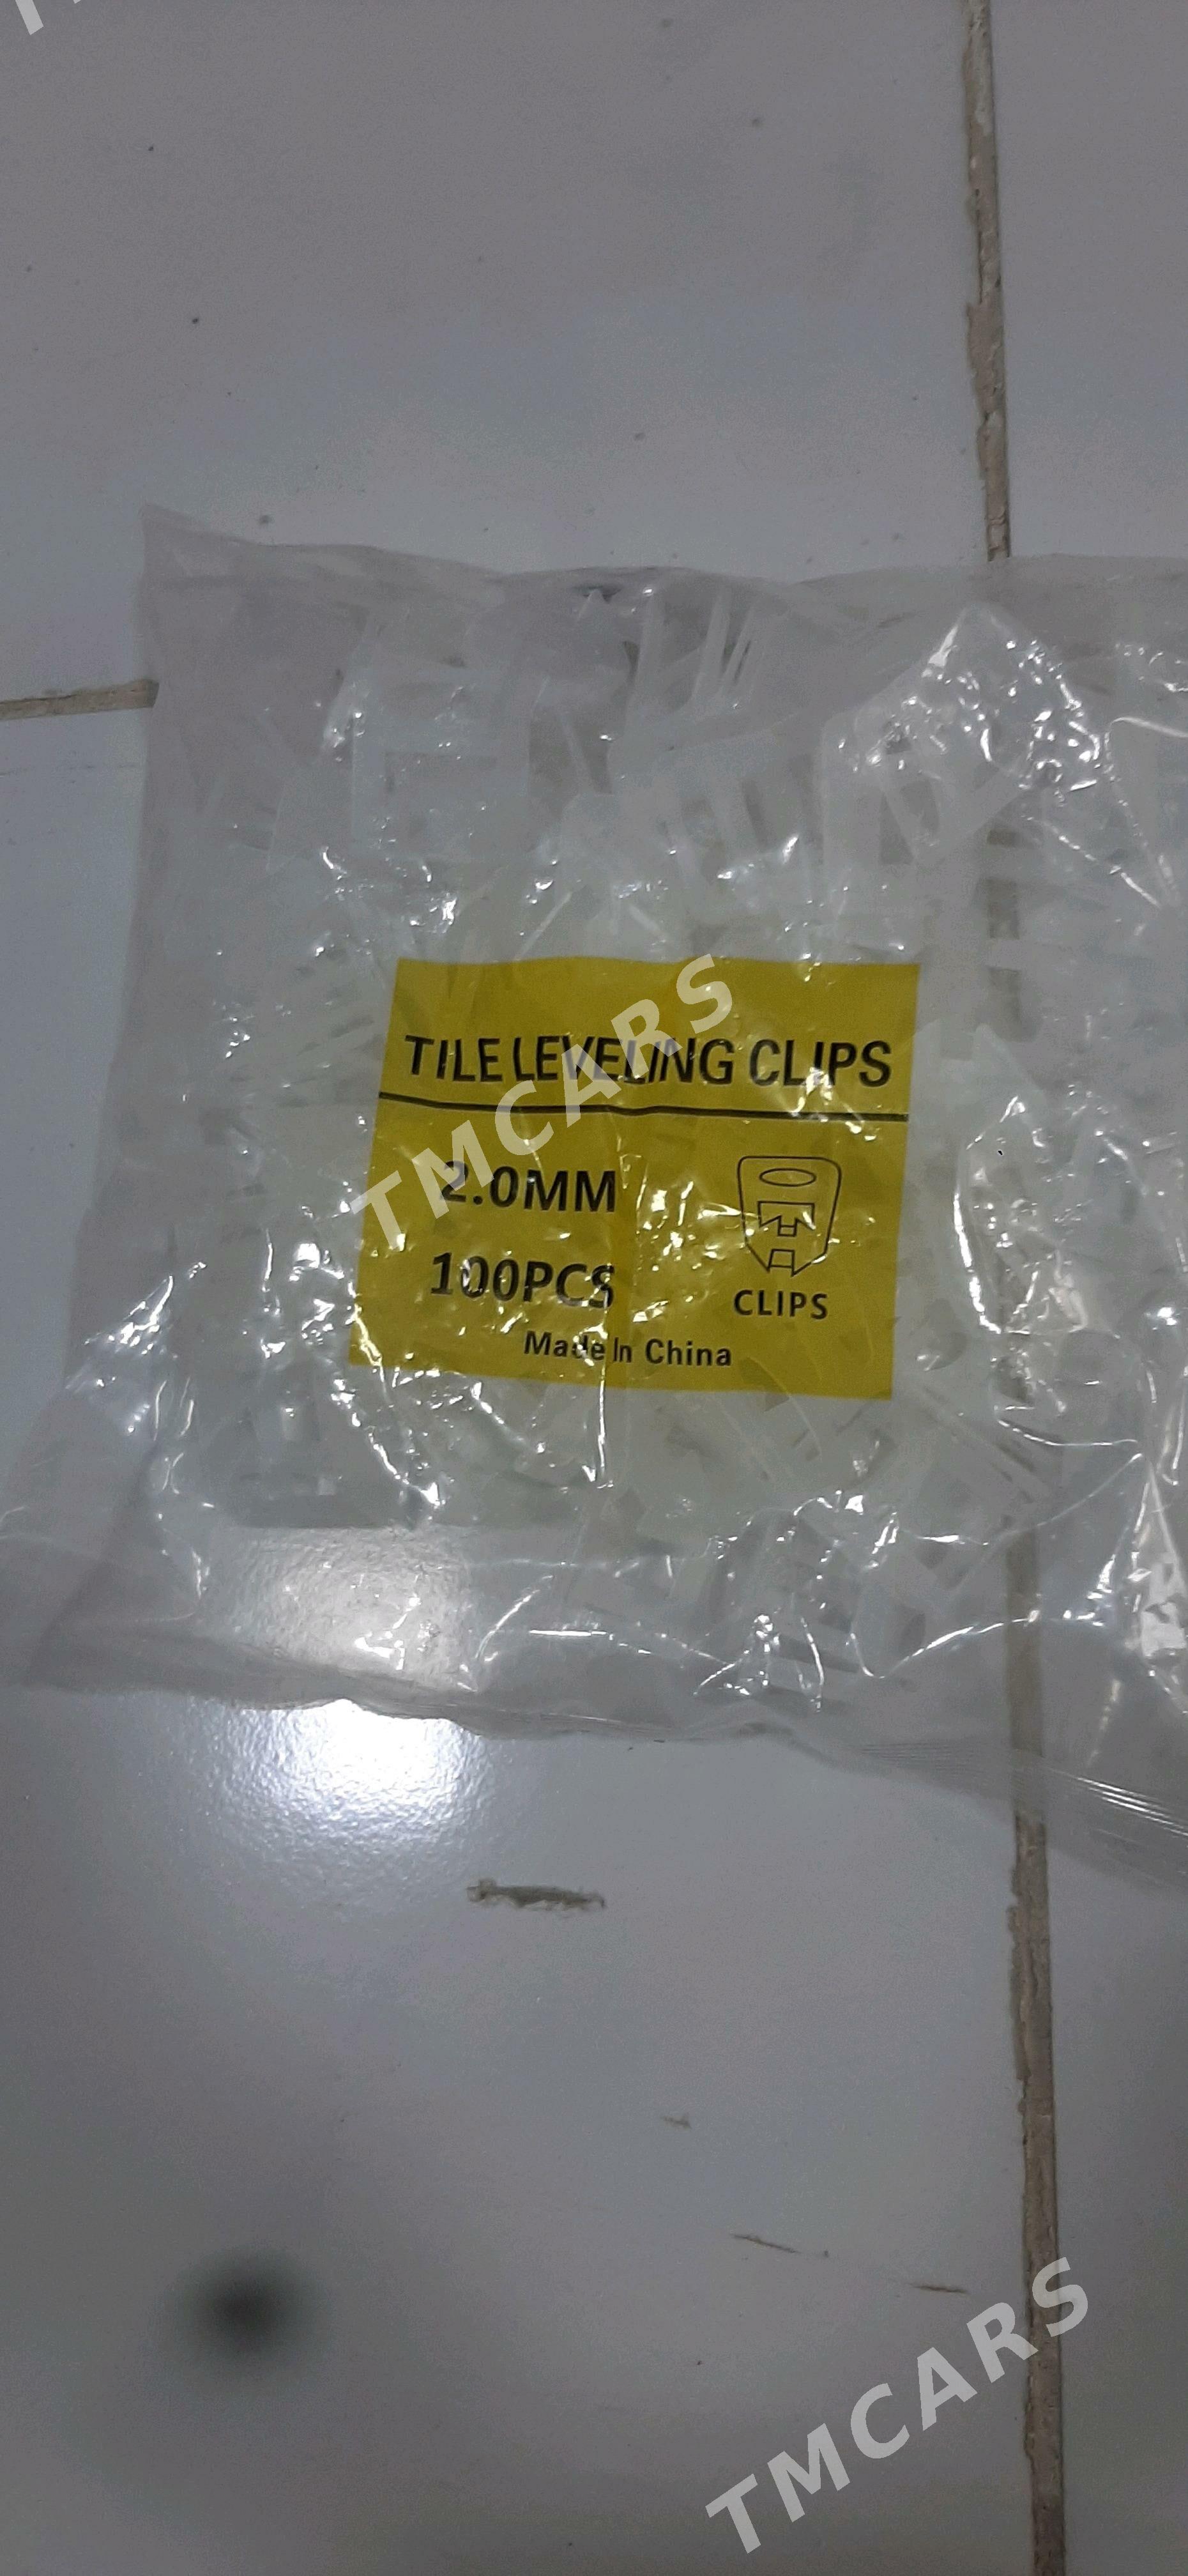 TILE LEVELING CLIPS
2.0MM
100PCS
CLIPS
Made In China
TMCARS
TMCARS